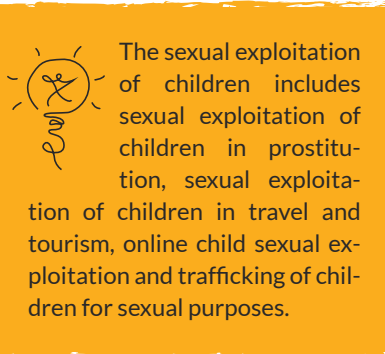 The sexual exploitation
of children includes
sexual exploitation of
children in prostitu-
tion, sexual exploita-
tion of children in travel and
tourism, online child sexual ex-
ploitation and trafficking of chil-
dren for sexual purposes.